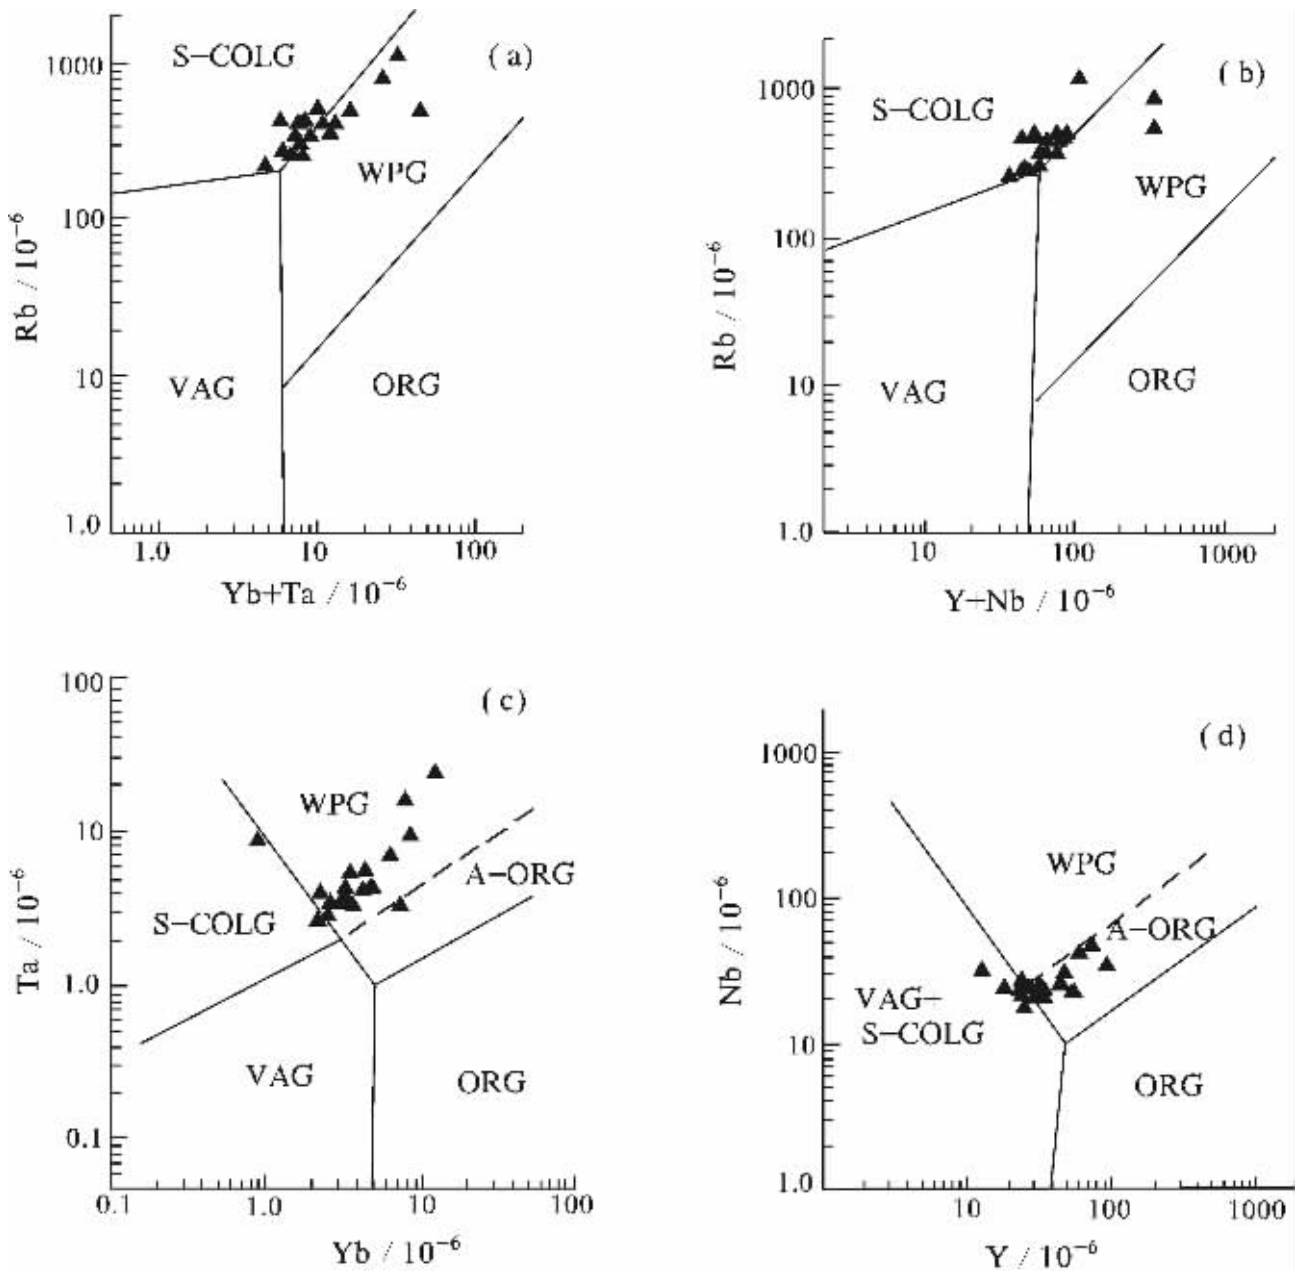 S-COLG
( a )
1000
WPG
100
Rb / 10⁻⁶
10
VAG
ORG
1.0
1.0 10 100
Yb+Ta / 10⁻⁶
( b )
1000
S-COLG
WPG
100
Rb / 10⁻⁶
10
VAG
ORG
1.0
10 100 1000
Y+Nb / 10⁻⁶
100
( c )
WPG
10
A-ORG
S-COLG
Ta / 10⁻⁶
1.0
VAG
ORG
0.1
0.1 1.0 10 100
Yb / 10⁻⁶
( d )
1000
WPG
100
A-ORG
Nb / 10⁻⁶
VAG+
S-COLG
10
ORG
1.0
10 100 1000
Y / 10⁻⁶